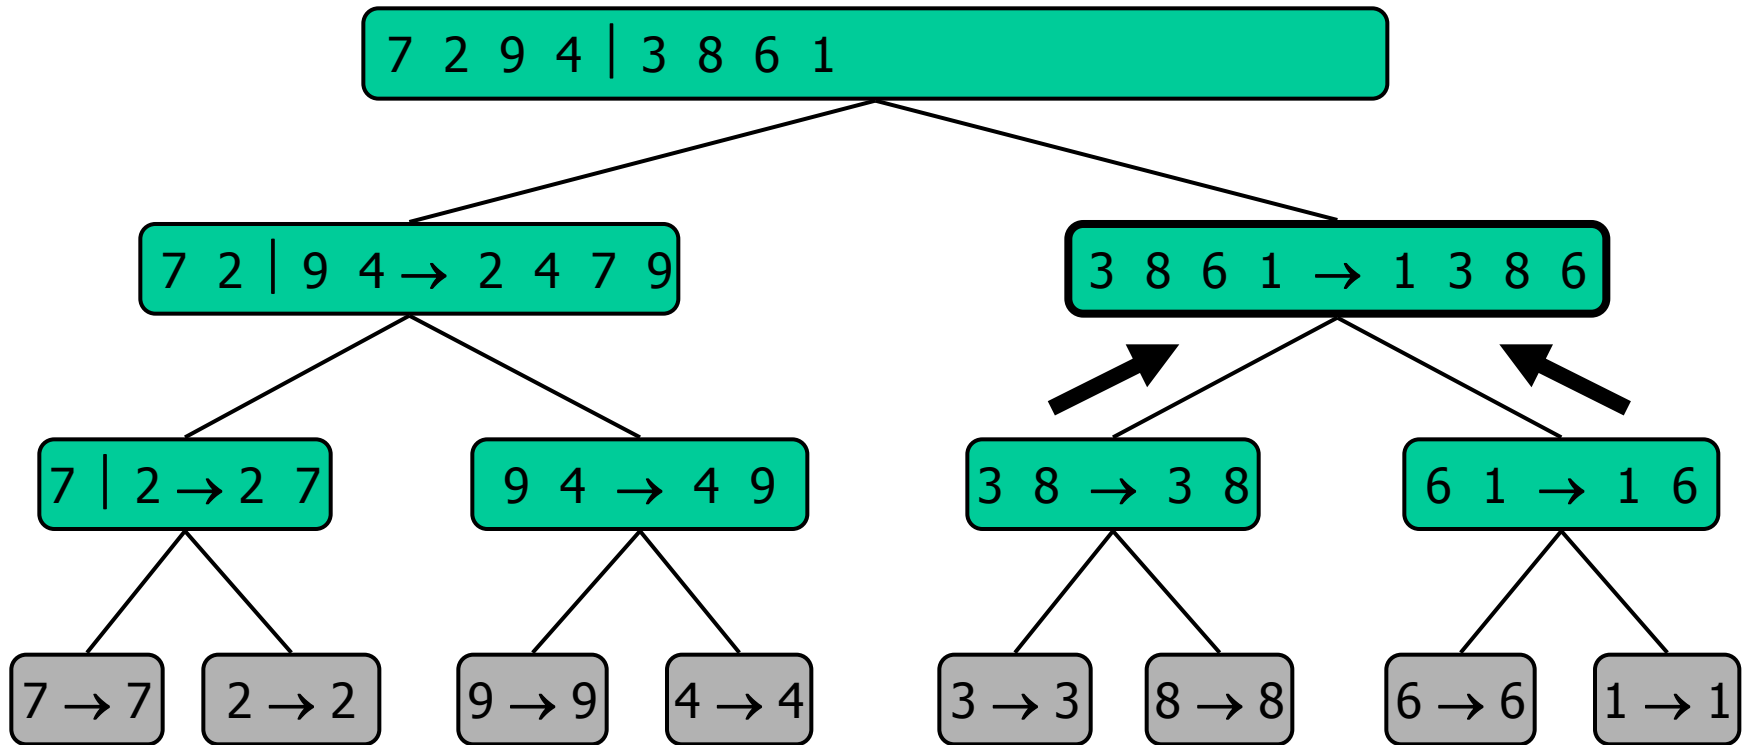 7 2 9 4 | 3 8 6 1
7 2 | 9 4 → 2 4 7 9
3 8 6 1 → 1 3 8 6
7 | 2 → 2 7
9 4 → 4 9
3 8 → 3 8
6 1 → 1 6
7 → 7
2 → 2
9 → 9
4 → 4
3 → 3
8 → 8
6 → 6
1 → 1